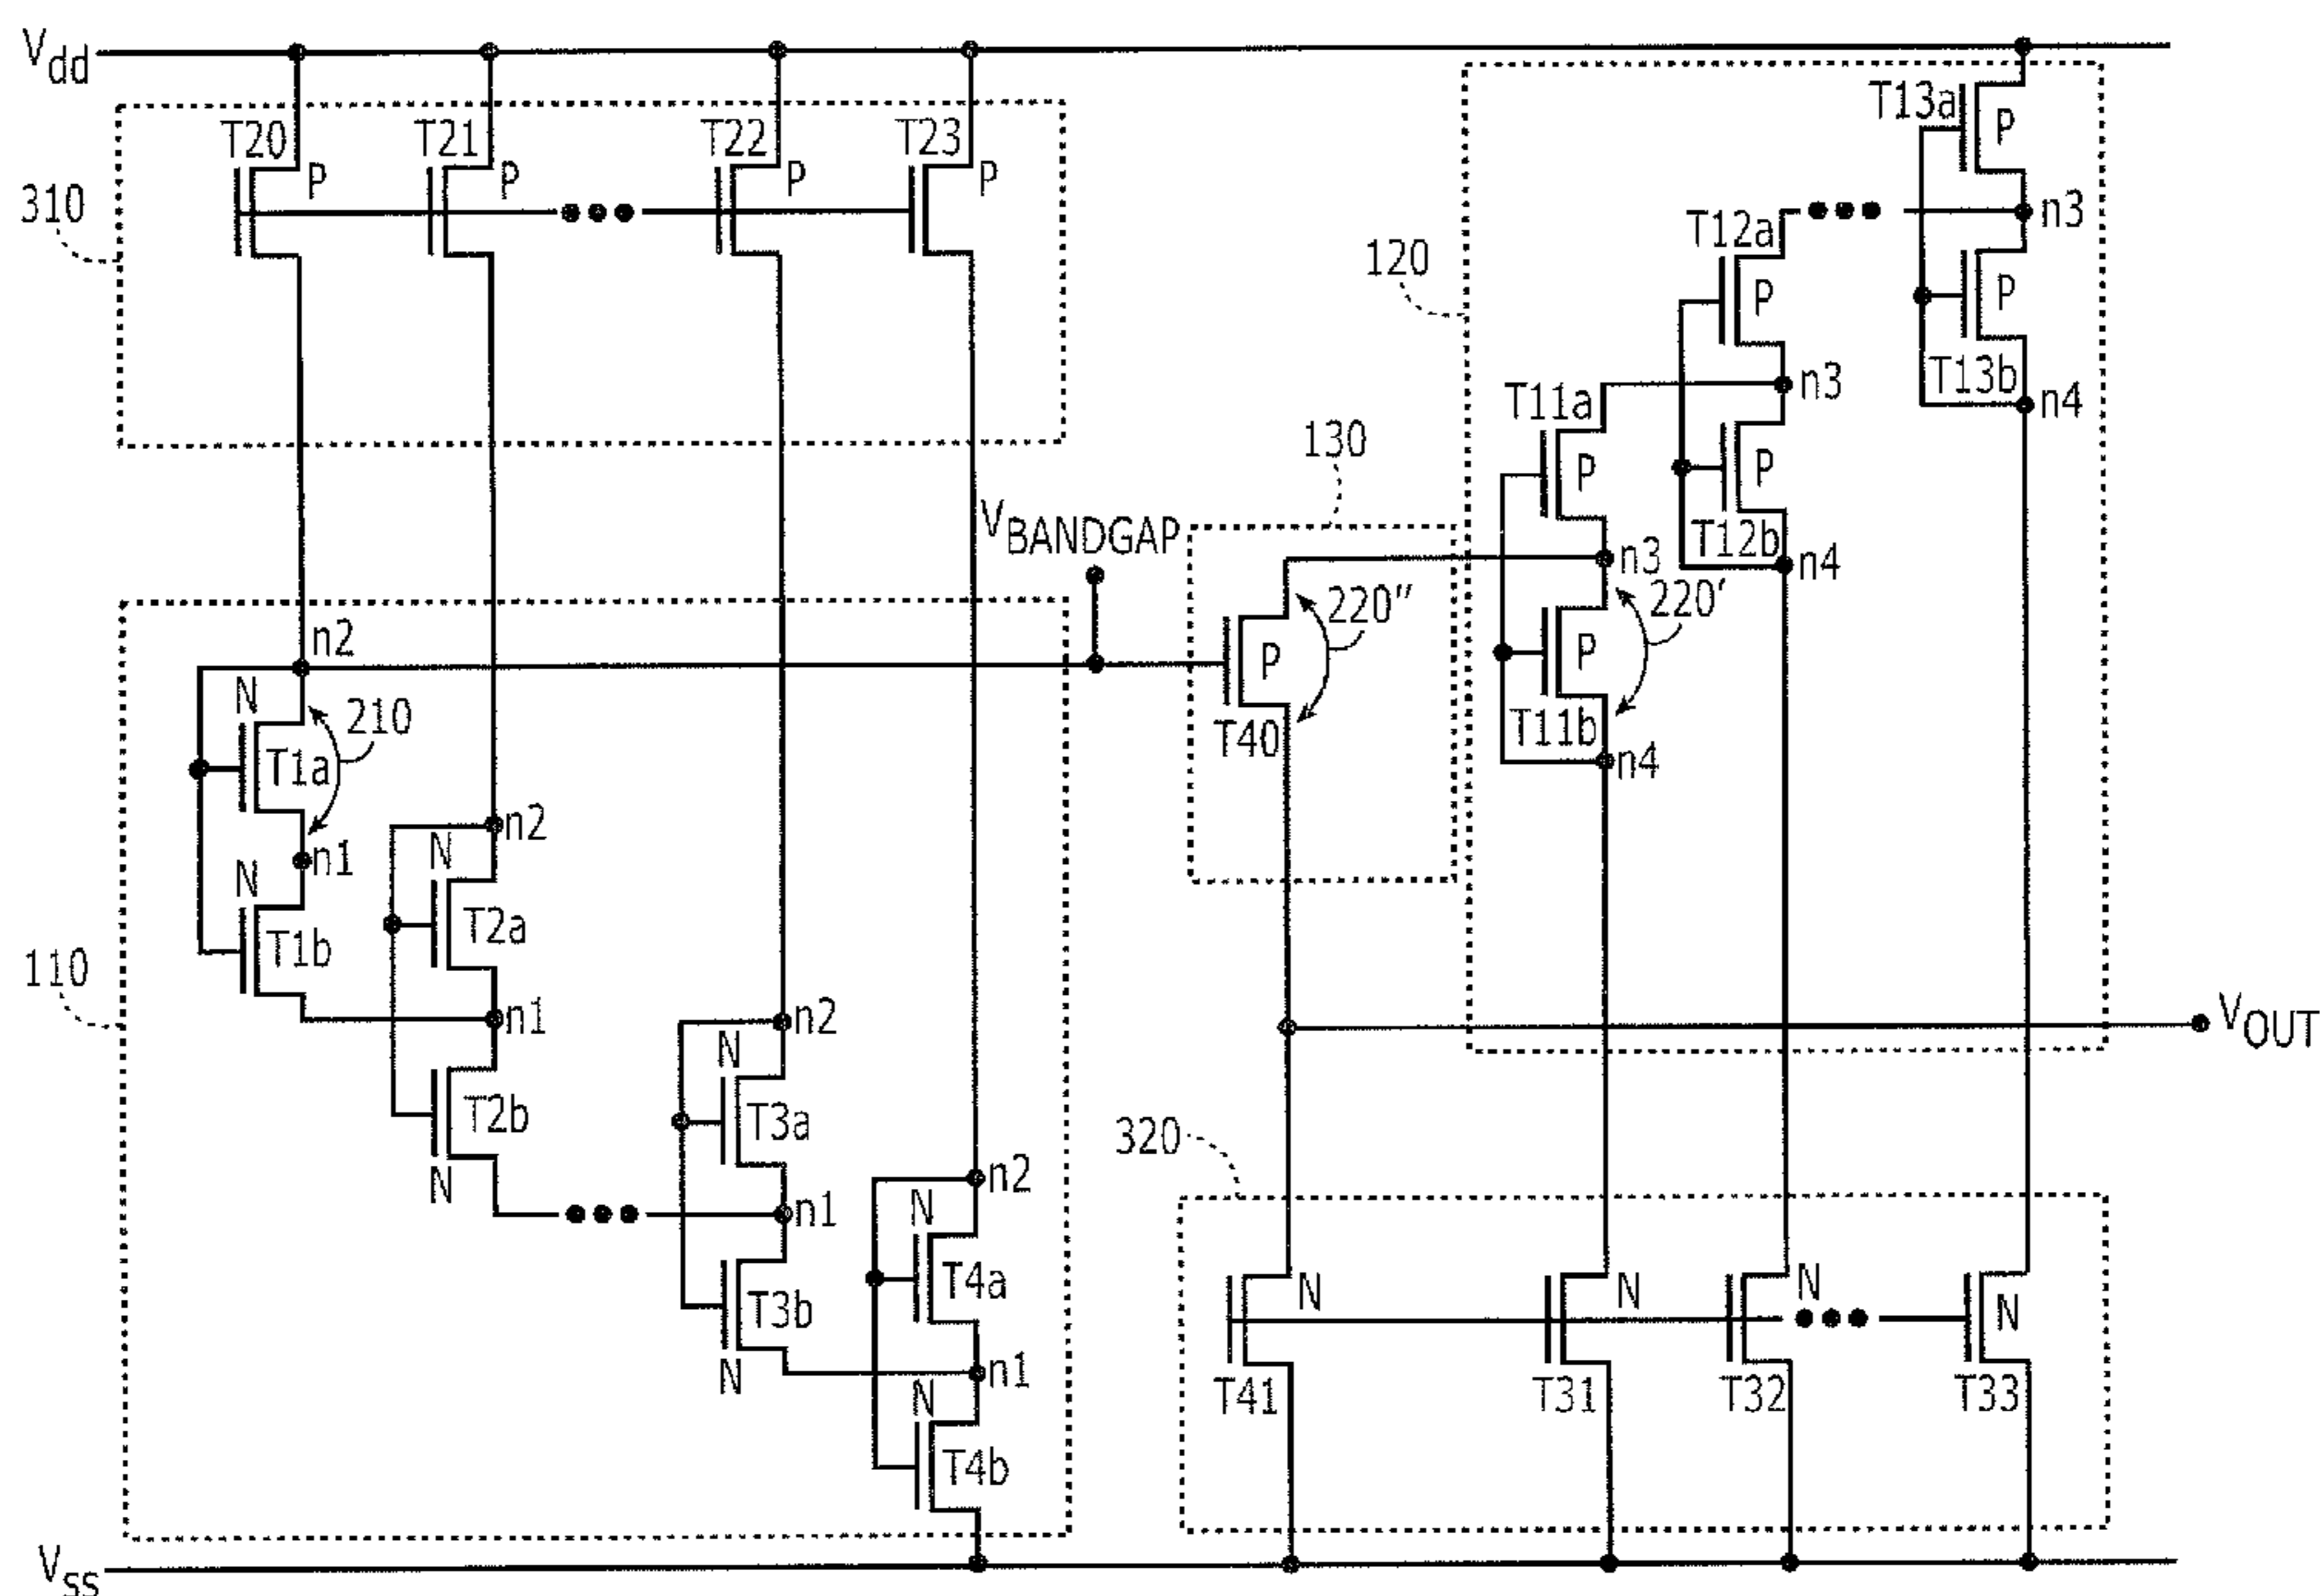 Vdd
T20
P
T21
P
T22
P
T23
P
T13a
P
310
n3
T12a
P
120
P
T13b
n3
n4
T11a
P
130
P
T12b
VBANDGAP
n3
n4
220"
220'
n2
P
P
N
210
T40
T11b
T1a
n4
n1
n2
N
N
T2a
T1b
110
n1
n2
VOUT
N
T2b
T3a
320
N
n2
n1
N
T4a
N
N
N
N
T3b
n1
N
N
T41
T31
T32
T33
T4b
Vss